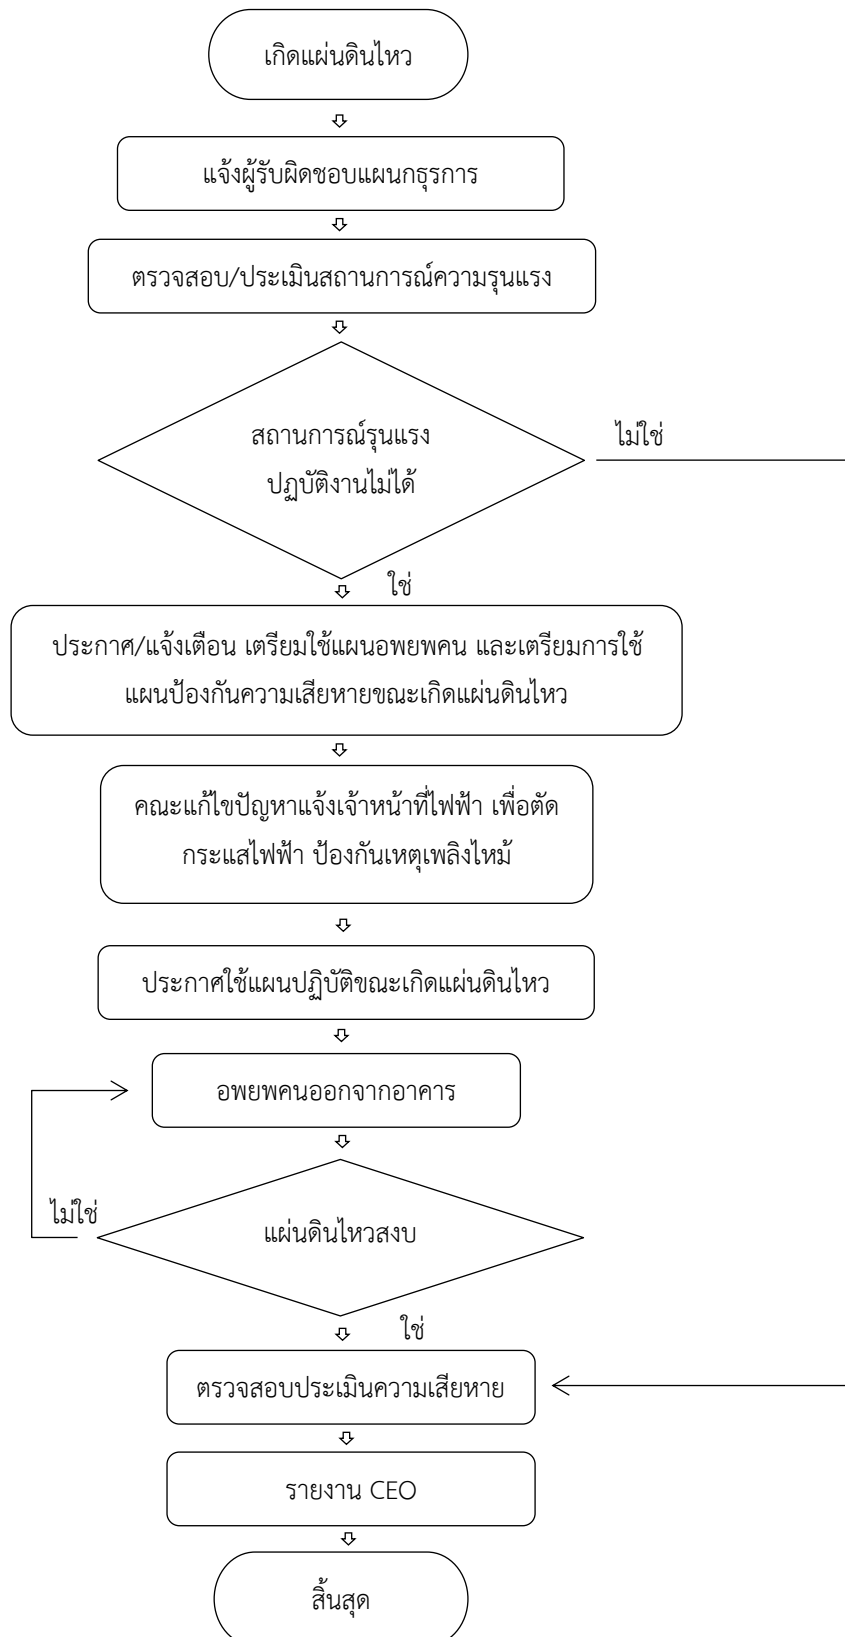 เกิดแผ่นดินไหว
แจ้งผู้รับผิดชอบแผนกธุรการ
ตรวจสอบ/ประเมินสถานการณ์ความรุนแรง
สถานการณ์รุนแรง
ปฏบัติงานไม่ได้
ไม่ใช่
ใช่
ประกาศ/แจ้งเตือน เตรียมใช้แผนอพยพคน และเตรียมการใช้
แผนป้องกันความเสียหายขณะเกิดแผ่นดินไหว
คณะแก้ไขปัญหาแจ้งเจ้าหน้าที่ไฟฟ้า เพื่อตัด
กระแสไฟฟ้า ป้องกันเหตุเพลิงไหม้
ประกาศใช้แผนปฏิบัติขณะเกิดแผ่นดินไหว
อพยพคนออกจากอาคาร
ไม่ใช่
แผ่นดินไหวสงบ
ใช่
ตรวจสอบประเมินความเสียหาย
รายงาน CEO
สิ้นสุด